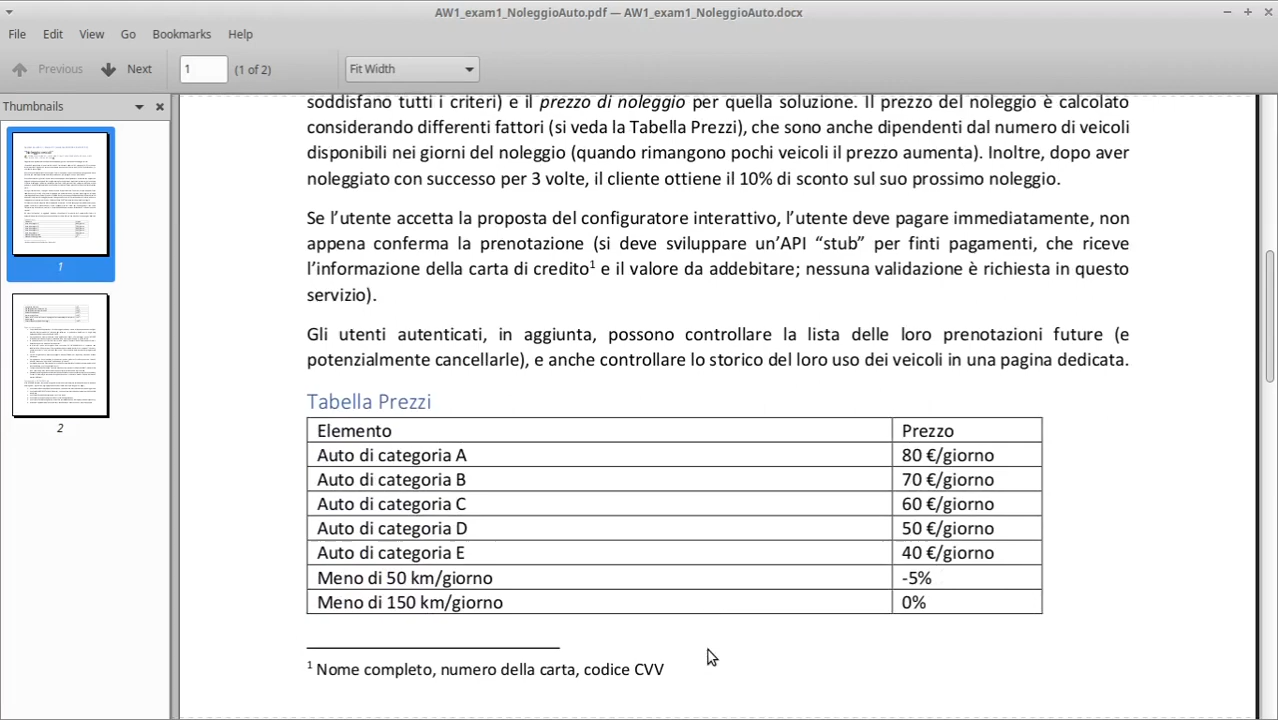 AW1_exam1_NoleggioAuto.pdf — AW1_exam1_NoleggioAuto.docx
File Edit View Go Bookmarks Help
Previous Next 1 (1 of 2) Fit Width
Thumbnails
1
2
soddisfano tutti i criteri) e il prezzo di noleggio per quella soluzione. Il prezzo del noleggio è calcolato
considerando differenti fattori (si veda la Tabella Prezzi), che sono anche dipendenti dal numero di veicoli
disponibili nei giorni del noleggio (quando rimangono pochi veicoli il prezzo aumenta). Inoltre, dopo aver
noleggiato con successo per 3 volte, il cliente ottiene il 10% di sconto sul suo prossimo noleggio.
Se l’utente accetta la proposta del configuratore interattivo, l’utente deve pagare immediatamente, non
appena conferma la prenotazione (si deve sviluppare un’API “stub” per finti pagamenti, che riceve
l’informazione della carta di credito¹ e il valore da addebitare; nessuna validazione è richiesta in questo
servizio).
Gli utenti autenticati, in aggiunta, possono controllare la lista delle loro prenotazioni future (e
potenzialmente cancellarle), e anche controllare lo storico del loro uso dei veicoli in una pagina dedicata.
Tabella Prezzi
Elemento Prezzo
Auto di categoria A 80 €/giorno
Auto di categoria B 70 €/giorno
Auto di categoria C 60 €/giorno
Auto di categoria D 50 €/giorno
Auto di categoria E 40 €/giorno
Meno di 50 km/giorno -5%
Meno di 150 km/giorno 0%
¹ Nome completo, numero della carta, codice CVV